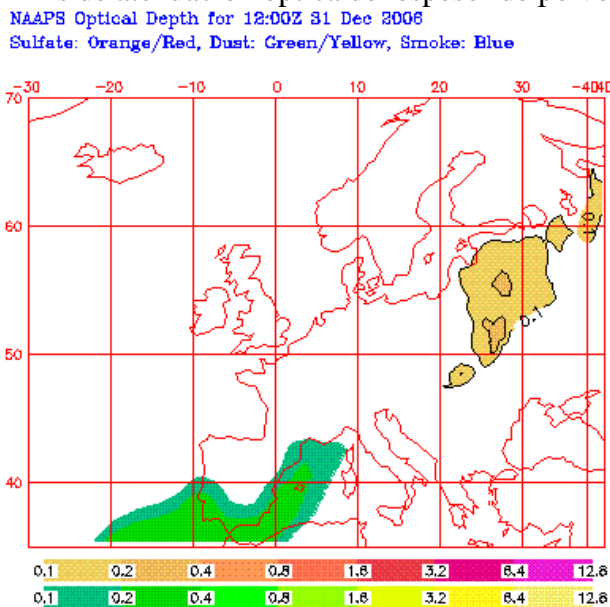 NAAPS Optical Depth for 12:00Z 31 Dec 2006
Sulfate: Orange/Red, Dust: Green/Yellow, Smoke: Blue
-30 -20 -10 0 10 20 30 -4040
70
60
0.1
0.1
50
40
0.1 0.2 0.4 0.8 1.6 3.2 6.4 12.8
0.1 0.2 0.4 0.8 1.6 3.2 6.4 12.8